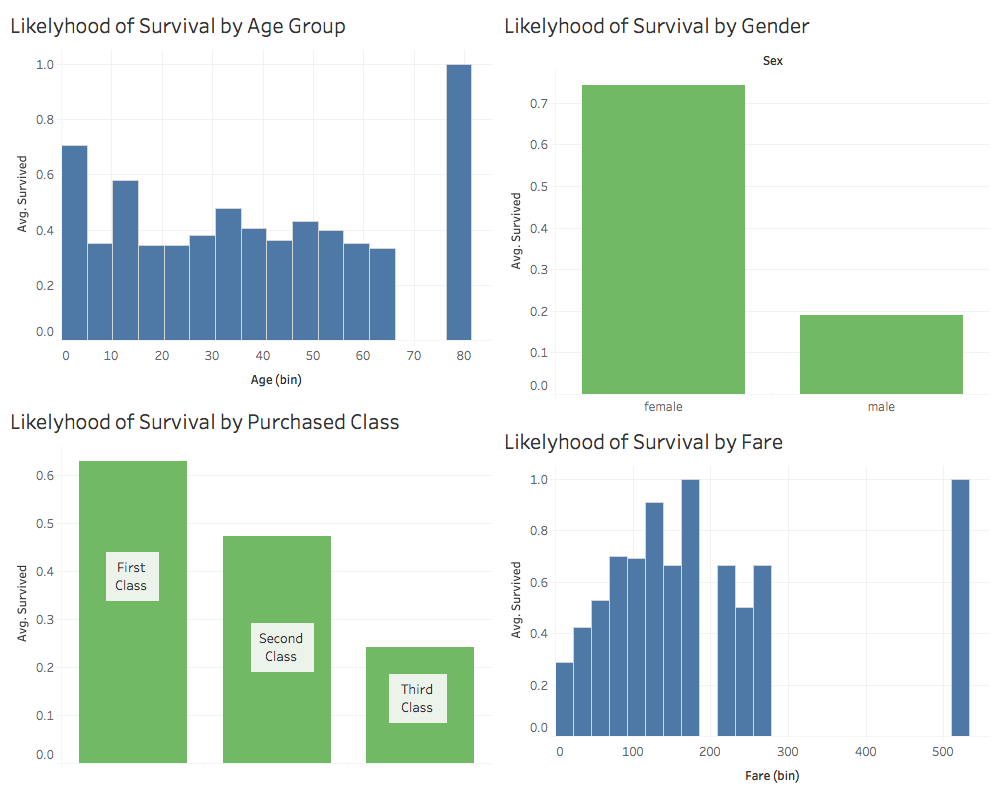 Likelyhood of Survival by Age Group
1.0
0.8
0.6
0.4
0.2
0.0
Avg. Survived
0 10 20 30 40 50 60 70 80
Age (bin)
Likelyhood of Survival by Gender
Sex
0.7
0.6
0.5
0.4
0.3
0.2
0.1
0.0
Avg. Survived
female male
Likelyhood of Survival by Purchased Class
0.6
0.5
0.4
0.3
0.2
0.1
0.0
Avg. Survived
First
Class
Second
Class
Third
Class
Likelyhood of Survival by Fare
1.0
0.8
0.6
0.4
0.2
0.0
Avg. Survived
0 100 200 300 400 500
Fare (bin)